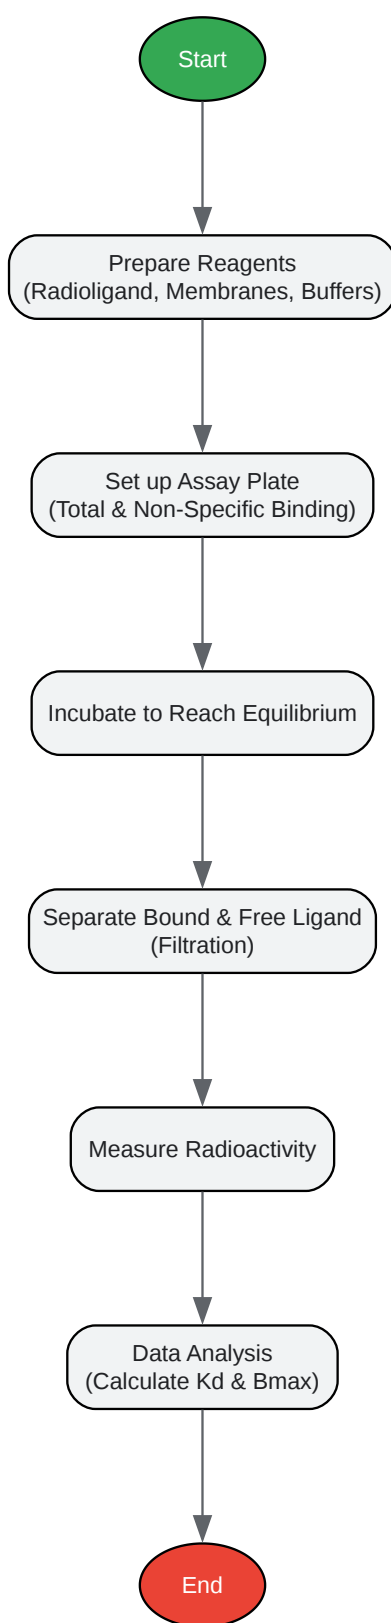 Start
Prepare Reagents
(Radioligand, Membranes, Buffers)
Set up Assay Plate
(Total & Non-Specific Binding)
Incubate to Reach Equilibrium
Separate Bound & Free Ligand
(Filtration)
Measure Radioactivity
Data Analysis
(Calculate Kd & Bmax)
End